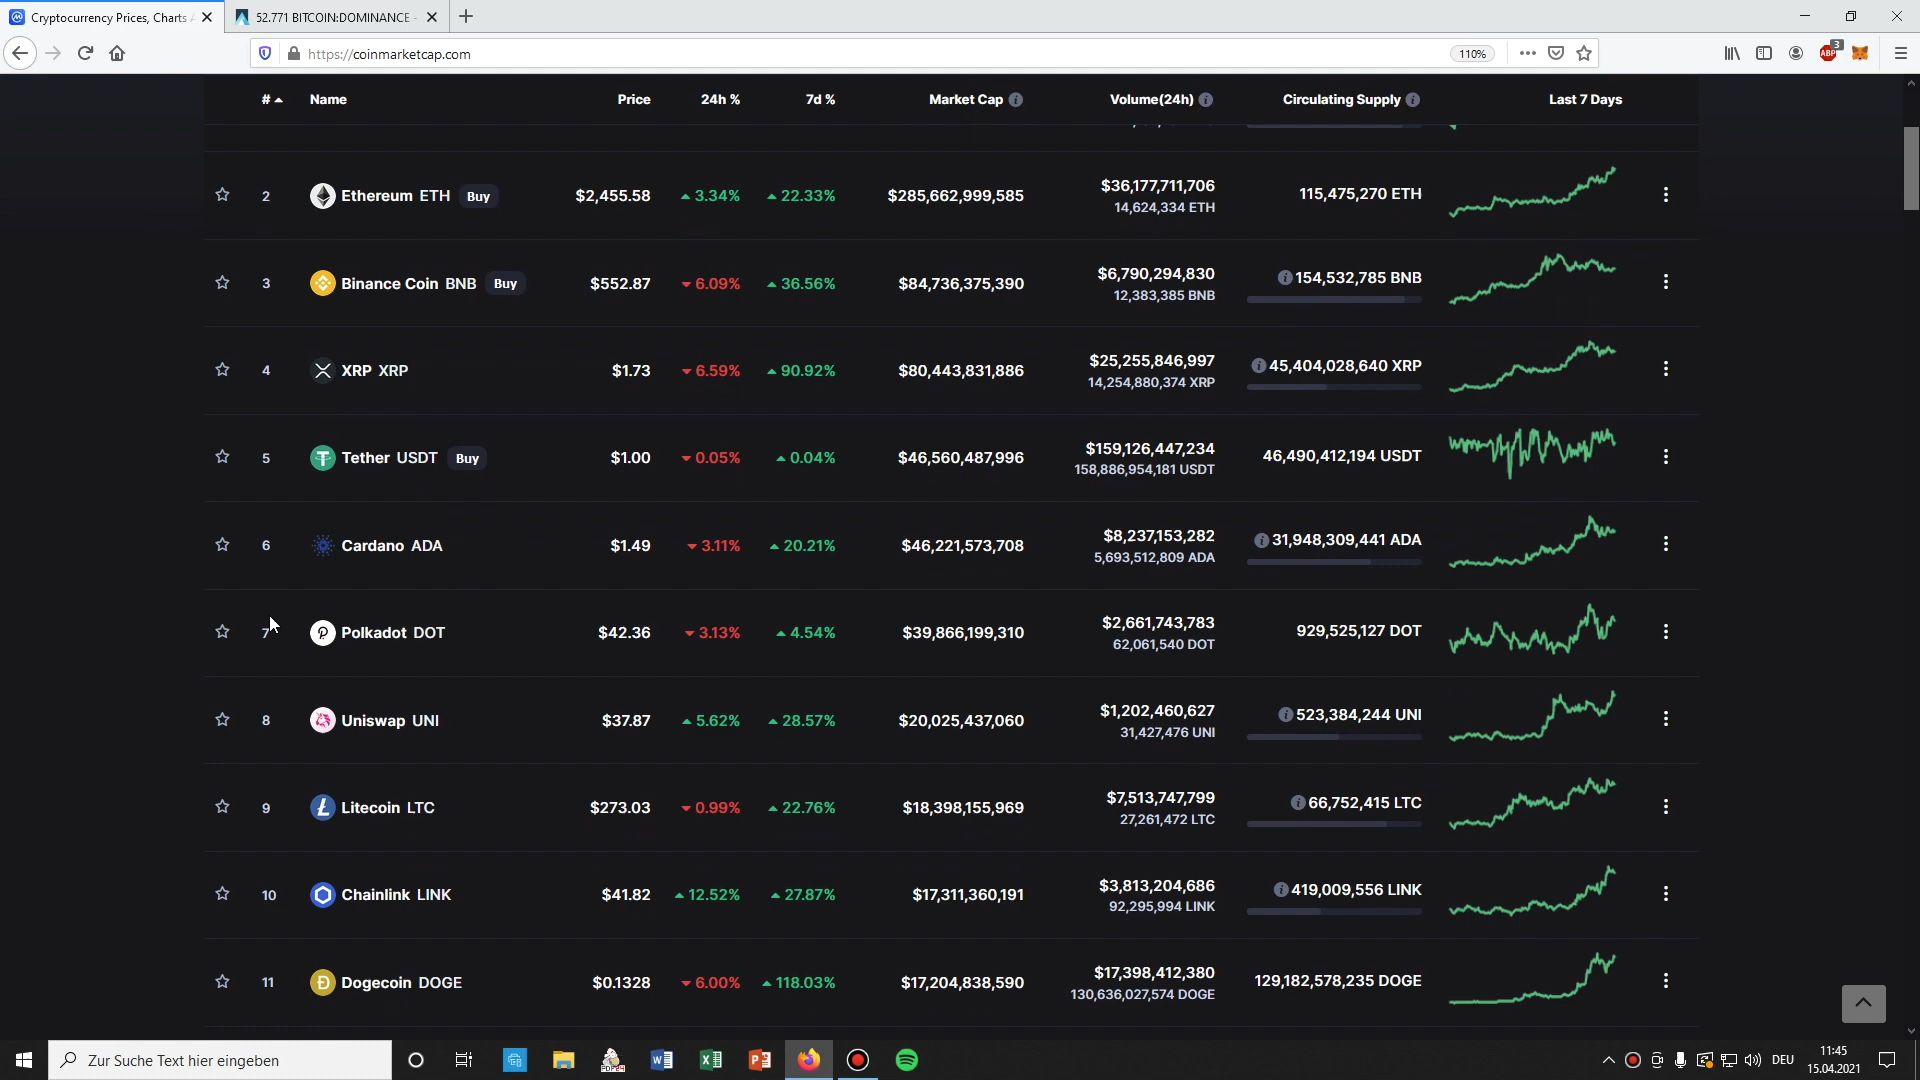 Cryptocurrency Prices, Charts
52.771 BITCOIN:DOMINANCE
https://coinmarketcap.com
110%
ABP
3
# Name Price 24h % 7d % Market Cap Volume(24h) Circulating Supply Last 7 Days
2 Ethereum ETH Buy $2,455.58 3.34% 22.33% $285,662,999,585 $36,177,711,706 115,475,270 ETH
14,624,334 ETH
3 Binance Coin BNB Buy $552.87 6.09% 36.56% $84,736,375,390 $6,790,294,830 154,532,785 BNB
12,383,385 BNB
4 XRP XRP $1.73 6.59% 90.92% $80,443,831,886 $25,255,846,997 45,404,028,640 XRP
14,254,880,374 XRP
5 Tether USDT Buy $1.00 0.05% 0.04% $46,560,487,996 $159,126,447,234 46,490,412,194 USDT
158,886,954,181 USDT
6 Cardano ADA $1.49 3.11% 20.21% $46,221,573,708 $8,237,153,282 31,948,309,441 ADA
5,693,512,809 ADA
7 Polkadot DOT $42.36 3.13% 4.54% $39,866,199,310 $2,661,743,783 929,525,127 DOT
62,061,540 DOT
8 Uniswap UNI $37.87 5.62% 28.57% $20,025,437,060 $1,202,460,627 523,384,244 UNI
31,427,476 UNI
9 Litecoin LTC $273.03 0.99% 22.76% $18,398,155,969 $7,513,747,799 66,752,415 LTC
27,261,472 LTC
10 Chainlink LINK $41.82 12.52% 27.87% $17,311,360,191 $3,813,204,686 419,009,556 LINK
92,295,994 LINK
11 Dogecoin DOGE $0.1328 6.00% 118.03% $17,204,838,590 $17,398,412,380 129,182,578,235 DOGE
130,636,027,574 DOGE
Zur Suche Text hier eingeben
DEU
11:45
15.04.2021